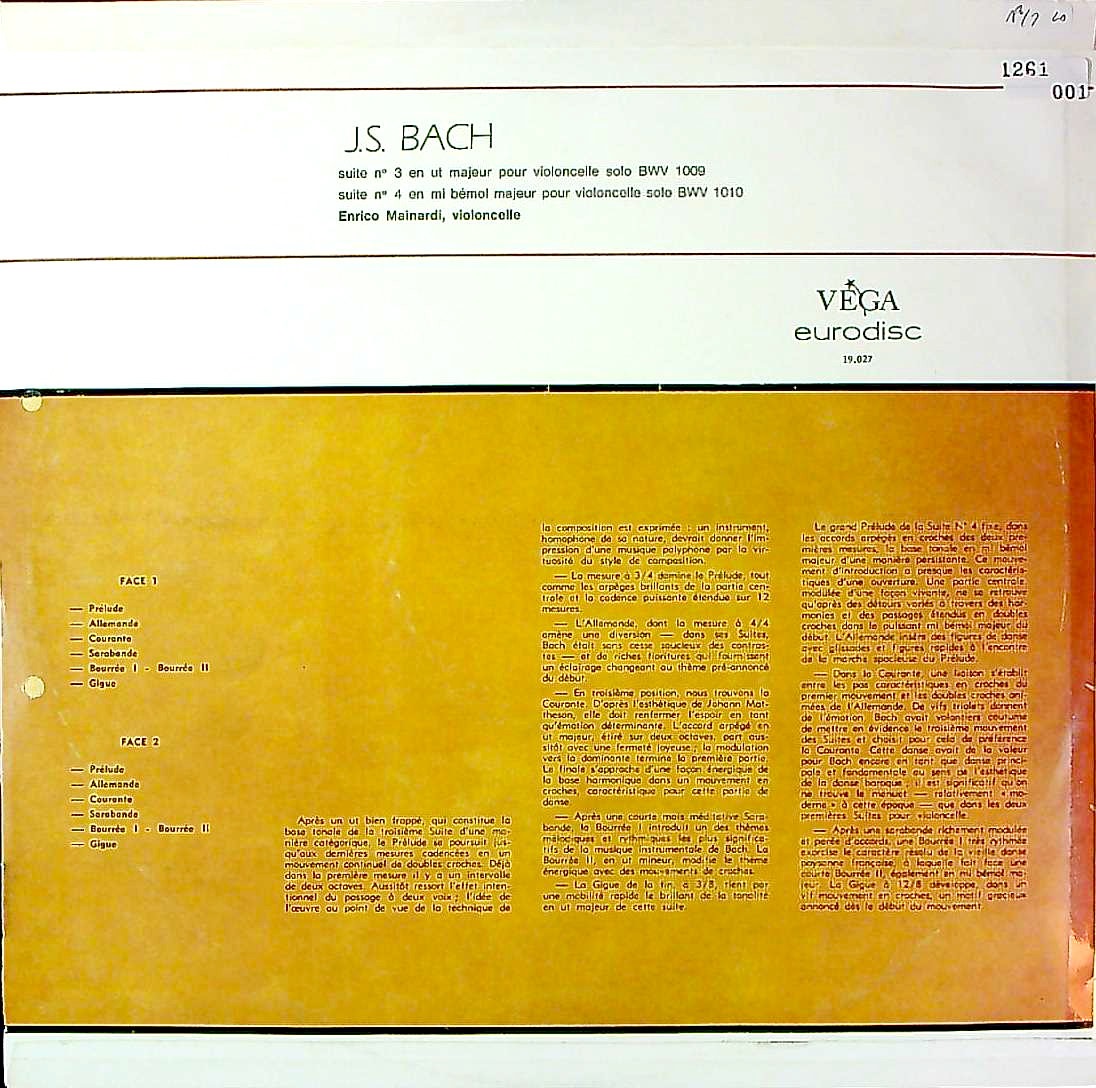 1261
001
J.S. BACH
suite n° 3 en ut majeur pour violoncelle solo BWV 1009
suite n° 4 en mi bémol majeur pour violoncelle solo BWV 1010
Enrico Mainardi, violoncelle
VÉGA
eurodisc
19.027
FACE 1
— Prélude
— Allemande
— Courante
— Sarabande
— Bourrée I - Bourrée II
— Gigue
FACE 2
— Prélude
— Allemande
— Courante
— Sarabande
— Bourrée I - Bourrée II
— Gigue
Après un ut bien frappé, qui constitue la
base tonale de la troisième Suite d'une ma-
nière catégorique, le Prélude se poursuit jus-
qu'aux dernières mesures cadencées en un
mouvement continuel de doubles croches. Déjà
dans la première mesure il y a un intervalle
de deux octaves. Aussitôt ressort l'effet inten-
tionnel du passage à deux voix ; l'idée de
l'œuvre au point de vue de la technique de
la composition est exprimée : un instrument,
homophone de sa nature, devrait donner l'im-
pression d'une musique polyphone par la vir-
tuosité du style de composition.
— La mesure à 3/4 domine le Prélude, tout
comme les arpèges brillants de la partie cen-
trale et la cadence puissante étendue sur 12
mesures.
— L'Allemande, dont la mesure à 4/4
amène une diversion — dans ses Suites,
Bach était sans cesse soucieux des contras-
tes — et de riches fioritures qui fournissent
un éclairage changeant au thème pré-annoncé
du début.
— En troisième position, nous trouvons la
Courante. D'après l'esthétique de Johann Mat-
theson, elle doit renfermer l'espoir en tant
qu'émotion déterminante. L'accord arpégé en
ut majeur, étiré sur deux octaves, part aus-
sitôt avec une fermeté joyeuse ; la modulation
vers la dominante termine la première partie.
Le finale s'approche d'une façon énergique de
la base harmonique dans un mouvement en
croches, caractéristique pour cette partie de
danse.
— Après une courte mais méditative Sara-
bande, la Bourrée I introduit un des thèmes
mélodiques et rythmiques les plus significa-
tifs de la musique instrumentale de Bach. La
Bourrée II, en ut mineur, modifie le thème
énergique avec des mouvements de croches.
— La Gigue de la fin, à 3/8, tient par
une mobilité rapide le brillant de la tonalité
en ut majeur de cette suite.
Le grand Prélude de la Suite N° 4 fixe, dans
les accords arpégés en croches des deux pre-
mières mesures, la base tonale en mi bémol
majeur d'une manière persistante. Ce mouve-
ment d'introduction a presque les caractéris-
tiques d'une ouverture. Une partie centrale,
modulée d'une façon vivante, ne se retrouve
qu'après des détours variés à travers des har-
monies et des passages étendus en doubles
croches dans le puissant mi bémol majeur du
début. L'Allemande insère des figures de danse
avec glissades et figures rapides à l'encontre
de la marche spacieuse du Prélude.
— Dans la Courante, une liaison s'établit
entre les pas caractéristiques en croches du
premier mouvement et les doubles croches ani-
mées de l'Allemande. De vifs triolets donnent
de l'émotion. Bach avait volontiers coutume
de mettre en évidence le troisième mouvement
des Suites et choisit pour cela de préférence
la Courante. Cette danse avait de la valeur
pour Bach encore en tant que danse princi-
pale et fondamentale au sens de l'esthétique
de la danse baroque ; il est significatif qu'on
ne trouve le menuet — relativement « mo-
derne » à cette époque — que dans les deux
premières Suites pour violoncelle.
— Après une sarabande richement modulée
et parée d'accords, une Bourrée I très rythmée
exprime le caractère résolu de la vieille danse
paysanne française, à laquelle fait face une
courte Bourrée II, également en mi bémol ma-
jeur. La Gigue à 12/8 développe, dans un
vif mouvement en croches, un motif gracieux
annoncé dès le début du mouvement.